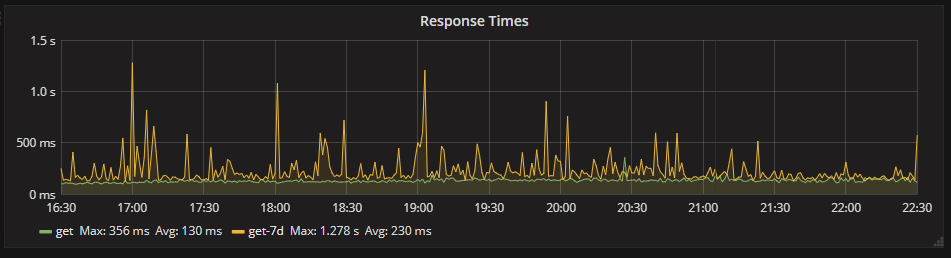 Response Times
1.5 s
1.0 s
500 ms
0 ms
16:30 17:00 17:30 18:00 18:30 19:00 19:30 20:00 20:30 21:00 21:30 22:00 22:30
get Max: 356 ms Avg: 130 ms get-7d Max: 1.278 s Avg: 230 ms